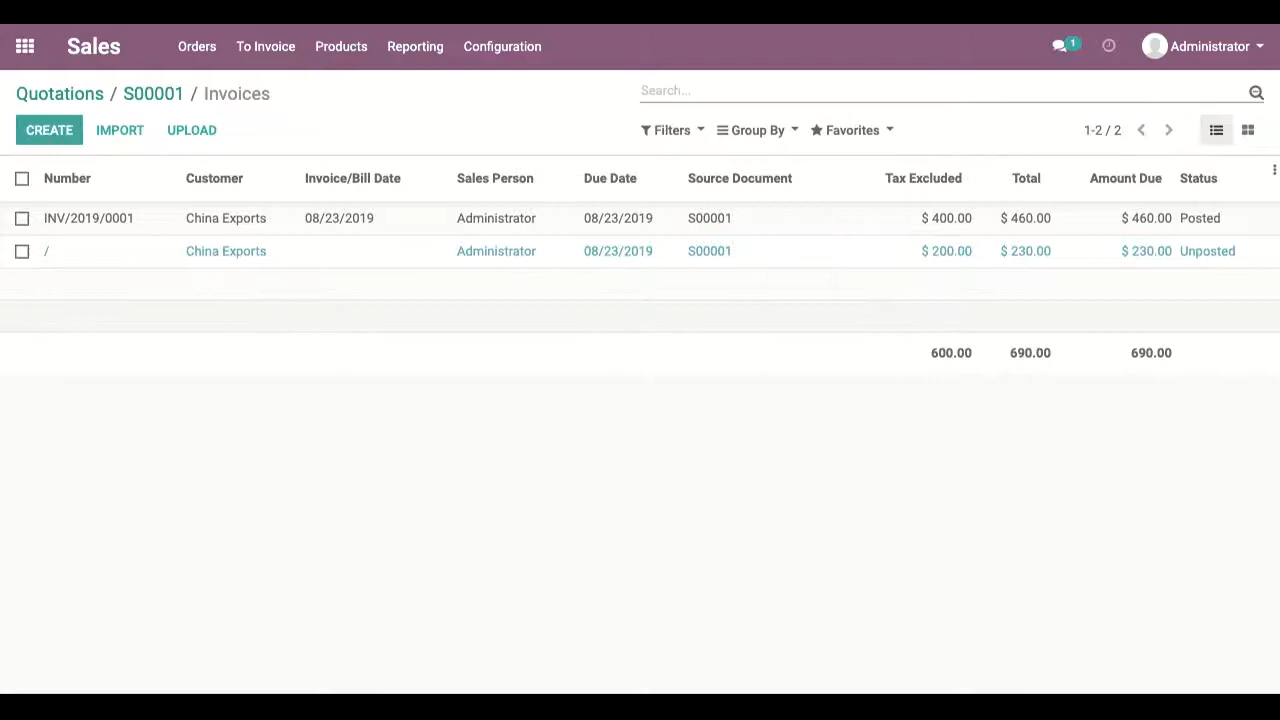 Sales Orders To Invoice Products Reporting Configuration 1 Administrator
Quotations / S00001 / Invoices Search...
CREATE IMPORT UPLOAD Filters Group By Favorites 1-2 / 2
Number Customer Invoice/Bill Date Sales Person Due Date Source Document Tax Excluded Total Amount Due Status
INV/2019/0001 China Exports 08/23/2019 Administrator 08/23/2019 S00001 $ 400.00 $ 460.00 $ 460.00 Posted
/ China Exports Administrator 08/23/2019 S00001 $ 200.00 $ 230.00 $ 230.00 Unposted
600.00 690.00 690.00